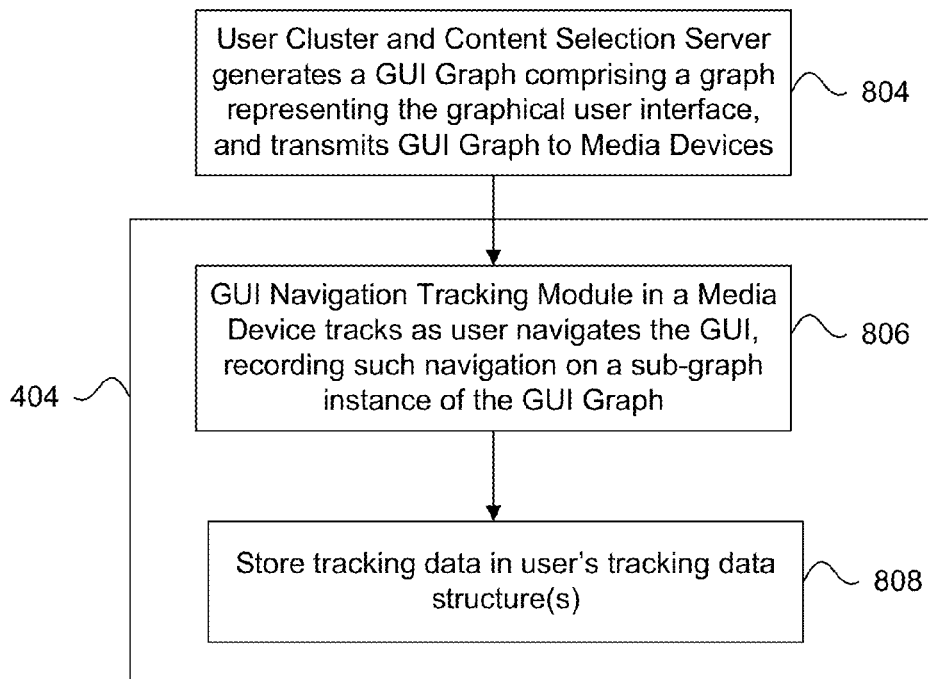 User Cluster and Content Selection Server
generates a GUI Graph comprising a graph
representing the graphical user interface,
and transmits GUI Graph to Media Devices
804
GUI Navigation Tracking Module in a Media
Device tracks as user navigates the GUI,
recording such navigation on a sub-graph
instance of the GUI Graph
806
404
Store tracking data in user's tracking data
structure(s)
808